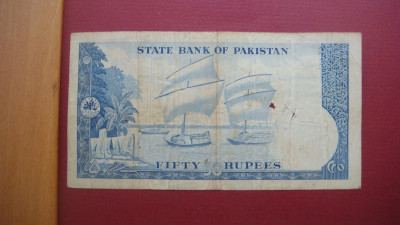 STATE BANK OF PAKISTAN
FIFTY RUPEES